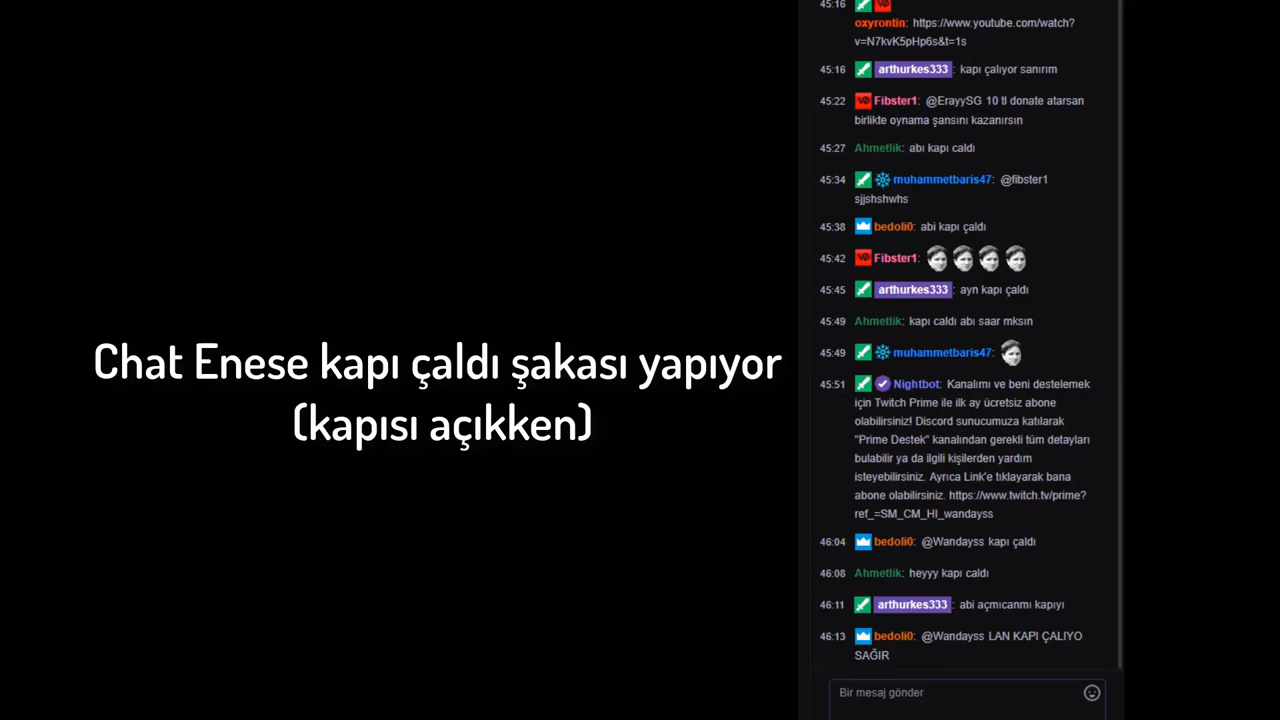 Chat Enese kapı çaldı şakası yapıyor
(kapısı açıkken)
45:16
oxyrontin: https://www.youtube.com/watch?
v=N7kvK5pHp6s&t=1s
45:16 arthurkes333: kapı çalıyor sanırım
45:22 Fibster1: @ErayySG 10 tl donate atarsan
birlikte oynama şansını kazanırsın
45:27 Ahmetlik: abı kapı caldı
45:34 muhammetbaris47: @fibster1
sjjshshwhs
45:38 bedoli0: abi kapı çaldı
45:42 Fibster1:
45:45 arthurkes333: ayn kapı çaldı
45:49 Ahmetlik: kapı caldı abı saar mksın
45:49 muhammetbaris47:
45:51 Nightbot: Kanalımı ve beni destelemek
için Twitch Prime ile ilk ay ücretsiz abone
olabilirsiniz! Discord sunucumuza katılarak
"Prime Destek" kanalından gerekli tüm detayları
bulabilir ya da ilgili kişilerden yardım
isteyebilirsiniz. Ayrıca Link'e tıklayarak bana
abone olabilirsiniz. https://www.twitch.tv/prime?
ref_=SM_CM_HI_wandayss
46:04 bedoli0: @Wandayss kapı çaldı
46:08 Ahmetlik: heyyy kapı caldı
46:11 arthurkes333: abi açmıcanmı kapıyı
46:13 bedoli0: @Wandayss LAN KAPI ÇALIYO
SAĞIR
Bir mesaj gönder